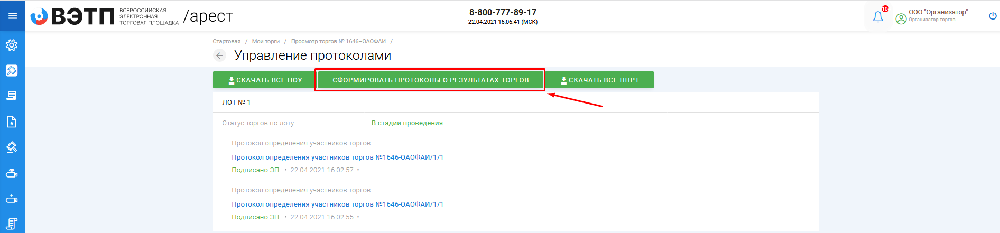 ВЭТП
ВСЕРОССИЙСКАЯ
ЭЛЕКТРОННАЯ
ТОРГОВАЯ ПЛОЩАДКА
/арест
8-800-777-89-17
22.04.2021 16:06:41 (МСК)
10
ООО "Организатор"
Организатор торгов
Стартовая / Мои торги / Просмотр торгов № 1646–ОАОФАИ /
Управление протоколами
СКАЧАТЬ ВСЕ ПОУ
СФОРМИРОВАТЬ ПРОТОКОЛЫ О РЕЗУЛЬТАТАХ ТОРГОВ
СКАЧАТЬ ВСЕ ППРТ
ЛОТ № 1
Статус торгов по лоту В стадии проведения
Протокол определения участников торгов
Протокол определения участников торгов №1646-ОАОФАИ/1/1
Подписано ЭП • 22.04.2021 16:02:57 •
Протокол определения участников торгов
Протокол определения участников торгов №1646-ОАОФАИ/1/1
Подписано ЭП • 22.04.2021 16:02:55 •